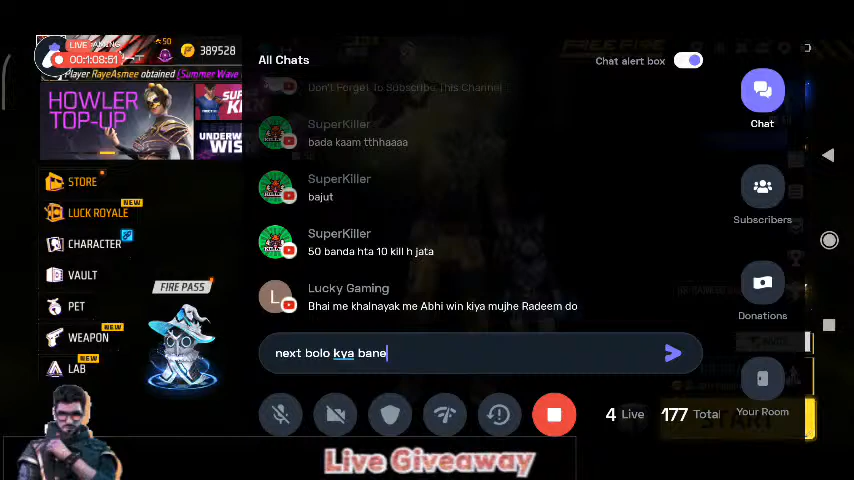 LIVE
00:1:08:51
50
389528
Player RayeAsmee obtained [Summer Wave
HOWLER
TOP-UP
STORE
LUCK ROYALE
NEW
CHARACTER
VAULT
PET
WEAPON
NEW
LAB
NEW
FIRE PASS
All Chats
Chat alert box
FREE FIRE
Don't Forget To Subscribe This Channel
SuperKiller
bada kaam tthhaaaa
SuperKiller
bajut
SuperKiller
50 banda hta 10 kill h jata
L
Lucky Gaming
Bhai me khalnayak me Abhi win kiya mujhe Radeem do
next bolo kya bane
4 Live
177 Total
Chat
Subscribers
Donations
Your Room
START
Live Giveaway